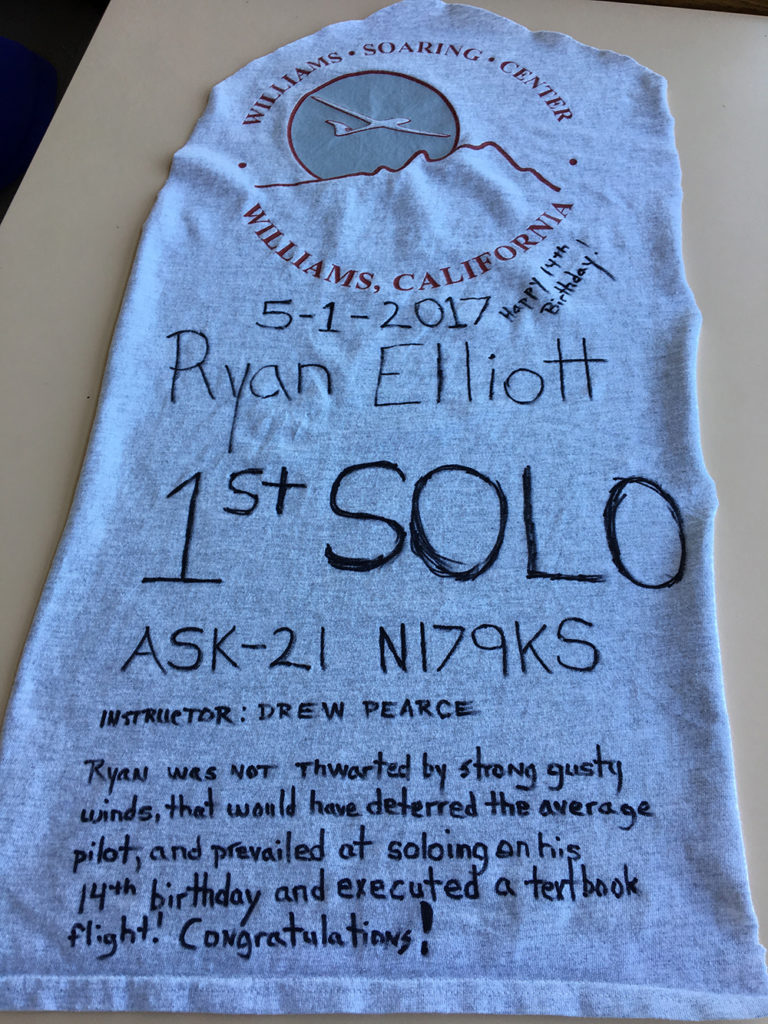 WILLIAMS • SOARING • CENTER
WILLIAMS, CALIFORNIA
Happy 14th
Birthday!
5-1-2017
Ryan Elliott
1st SOLO
ASK-21 N179KS
INSTRUCTOR: DREW PEARCE
Ryan was not thwarted by strong gusty
winds, that would have deterred the average
pilot, and prevailed at soloing on his
14th birthday and executed a textbook
flight! Congratulations!